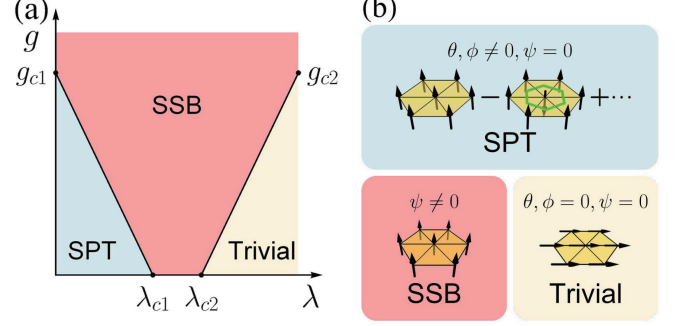 (a)
g
g_{c1}
g_{c2}
SSB
SPT
Trivial
λ_{c1}
λ_{c2}
λ
(b)
θ, ϕ ≠ 0, ψ = 0
− + ⋯
SPT
ψ ≠ 0
SSB
θ, ϕ = 0, ψ = 0
Trivial